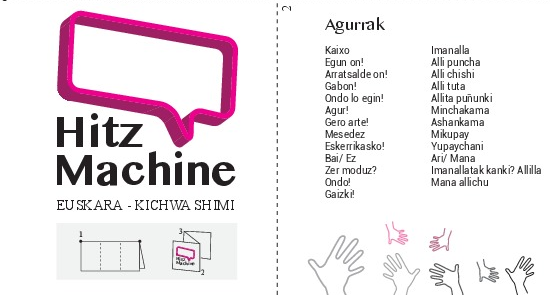 Hitz
Machine
EUSKARA - KICHWA SHIMI
1
3
Hitz
Machine
2
2
Agurrak
Kaixo Imanalla
Egun on! Alli puncha
Arratsalde on! Alli chishi
Gabon! Alli tuta
Ondo lo egin! Allita puñunki
Agur! Minchakama
Gero arte! Ashankama
Mesedez Mikupay
Eskerrikasko! Yupaychani
Bai/ Ez Ari/ Mana
Zer moduz? Imanallatak kanki? Allilla
Ondo! Mana allichu
Gaizki!